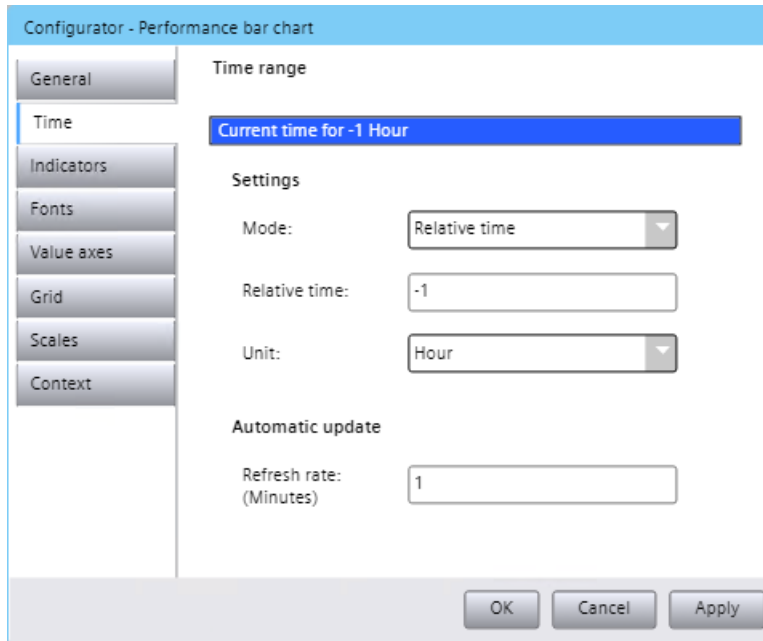 Configurator - Performance bar chart
General
Time
Indicators
Fonts
Value axes
Grid
Scales
Context
Time range
Current time for -1 Hour
Settings
Mode:
Relative time
Relative time:
-1
Unit:
Hour
Automatic update
Refresh rate:
(Minutes)
1
OK
Cancel
Apply